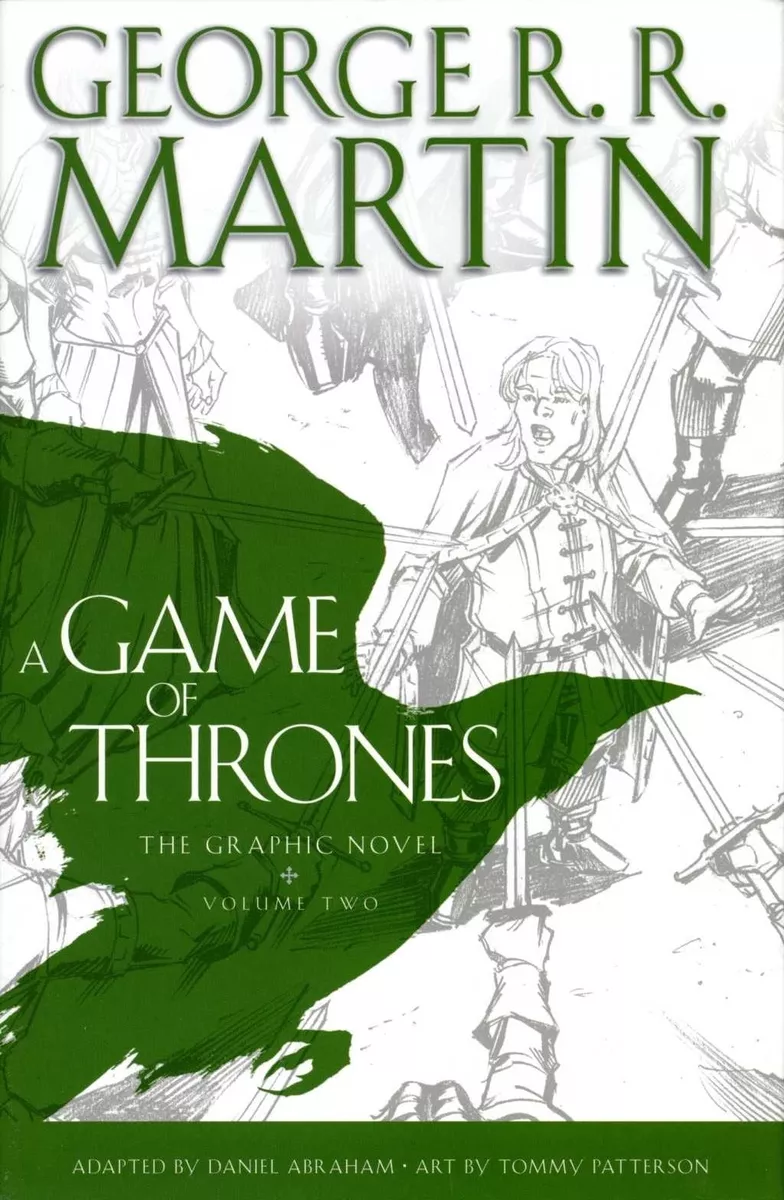 GEORGE R. R.
MARTIN
A GAME
OF
THRONES
THE GRAPHIC NOVEL
VOLUME TWO
ADAPTED BY DANIEL ABRAHAM • ART BY TOMMY PATTERSON